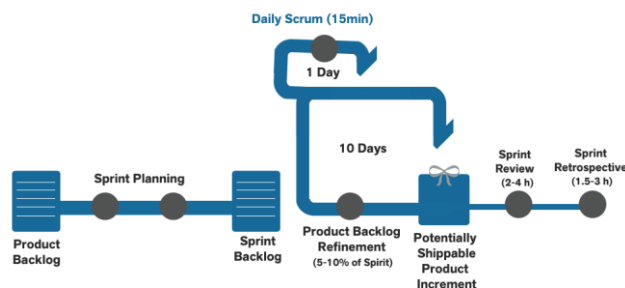 Daily Scrum (15min)
1 Day
10 Days
Sprint Planning
Product
Backlog
Sprint
Backlog
Product Backlog
Refinement
(5-10% of Spirit)
Potentially
Shippable
Product
Increment
Sprint
Review
(2-4 h)
Sprint
Retrospective
(1.5-3 h)